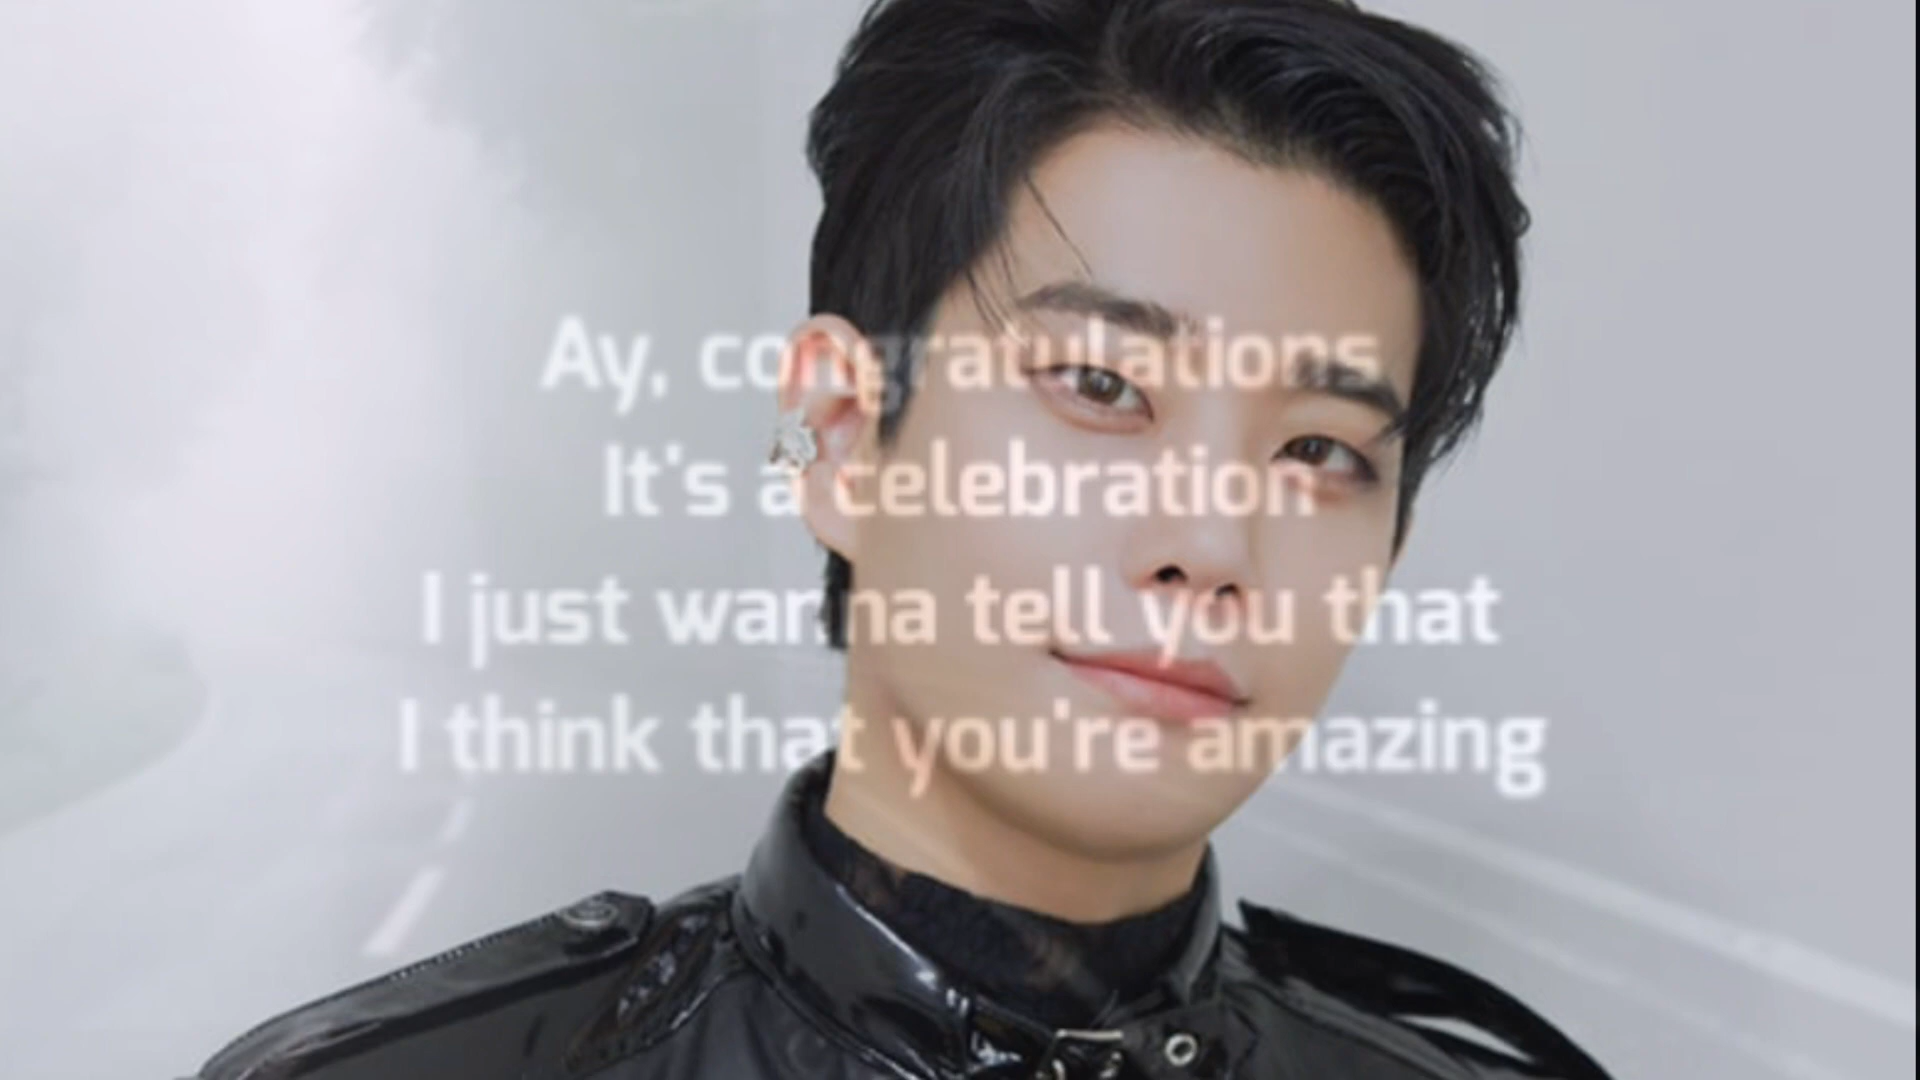 Ay, congratulations
It's a celebration
I just wanna tell you that
I think that you're amazing